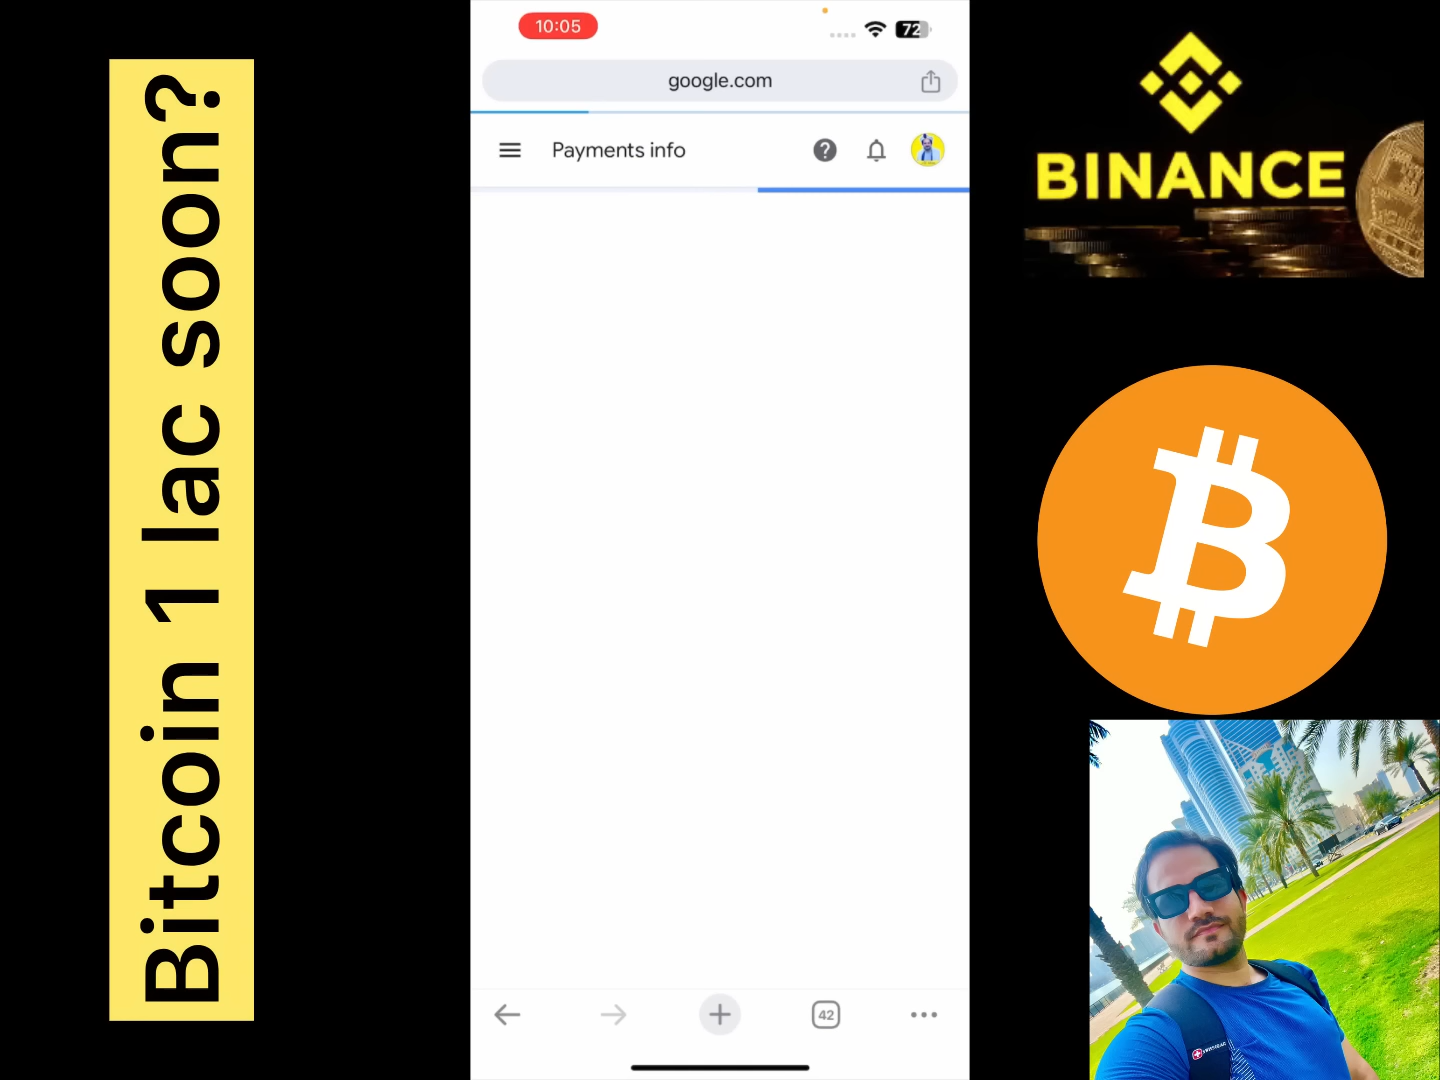 Bitcoin 1 lac soon?
10:05
72
google.com
Payments info
42
BINANCE